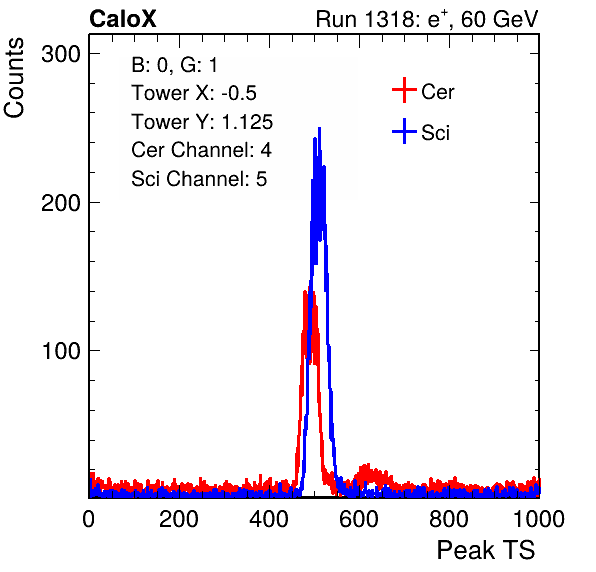 CaloX Run 1318: e⁺, 60 GeV
Counts
B: 0, G: 1
Tower X: -0.5
Tower Y: 1.125
Cer Channel: 4
Sci Channel: 5
Cer
Sci
300
200
100
0 200 400 600 800 1000
Peak TS